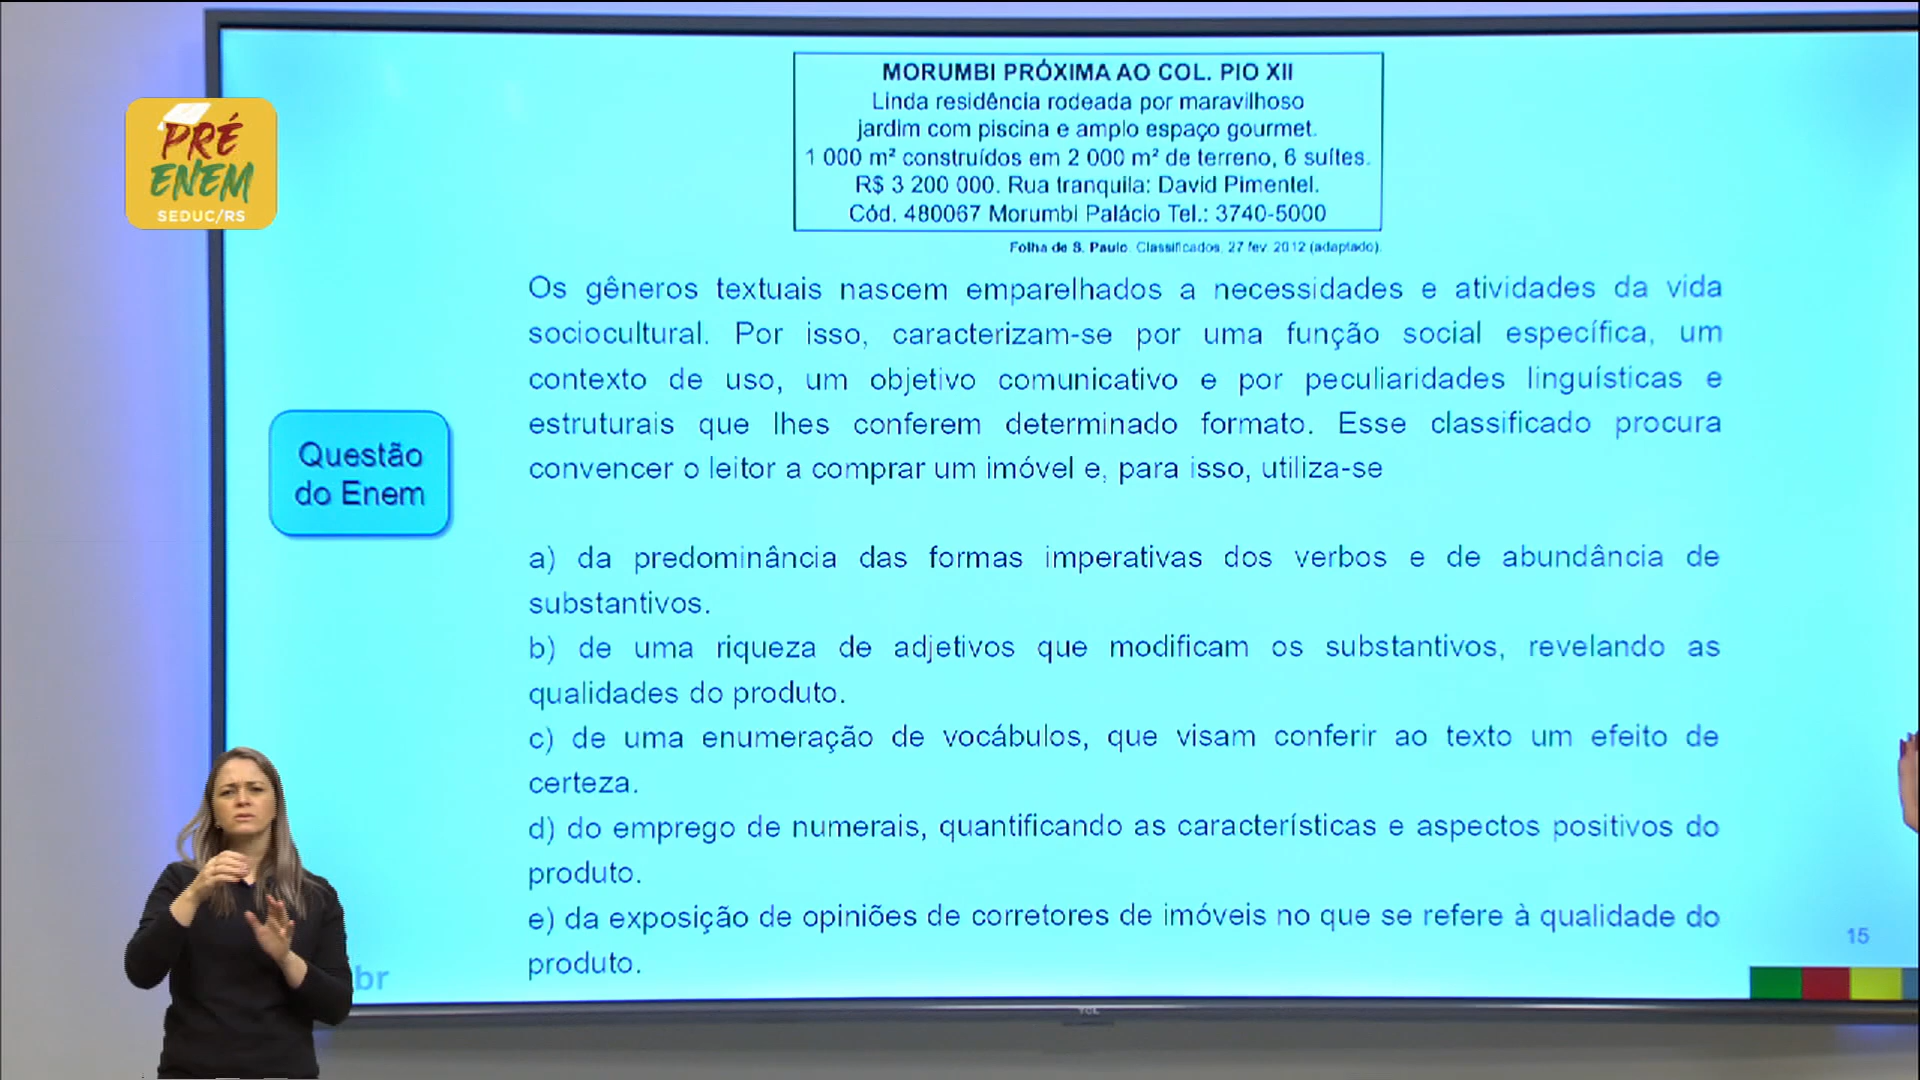 MORUMBI PRÓXIMA AO COL. PIO XII
Linda residência rodeada por maravilhoso
jardim com piscina e amplo espaço gourmet.
1 000 m² construídos em 2 000 m² de terreno, 6 suítes.
R$ 3 200 000. Rua tranquila: David Pimentel.
Cód. 480067 Morumbi Palácio Tel.: 3740-5000
Folha de S. Paulo. Classificados, 27 fev. 2012 (adaptado).
PRÉ
ENEM
SEDUC/RS
Os gêneros textuais nascem emparelhados a necessidades e atividades da vida
sociocultural. Por isso, caracterizam-se por uma função social específica, um
contexto de uso, um objetivo comunicativo e por peculiaridades linguísticas e
estruturais que lhes conferem determinado formato. Esse classificado procura
convencer o leitor a comprar um imóvel e, para isso, utiliza-se
Questão
do Enem
a) da predominância das formas imperativas dos verbos e de abundância de
substantivos.
b) de uma riqueza de adjetivos que modificam os substantivos, revelando as
qualidades do produto.
c) de uma enumeração de vocábulos, que visam conferir ao texto um efeito de
certeza.
d) do emprego de numerais, quantificando as características e aspectos positivos do
produto.
e) da exposição de opiniões de corretores de imóveis no que se refere à qualidade do
produto.
15
br
TCL